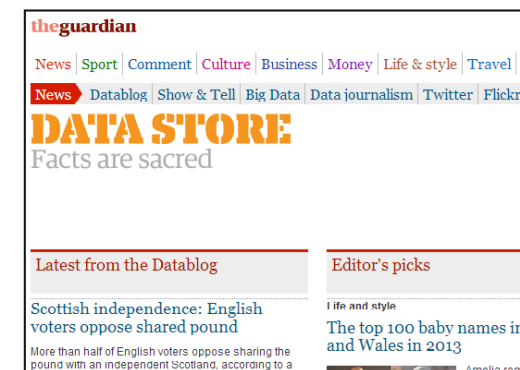 theguardian
News Sport Comment Culture Business Money Life & style Travel
News Datablog Show & Tell Big Data Data journalism Twitter Flickr
DATA STORE
Facts are sacred
Latest from the Datablog
Editor's picks
Scottish independence: English
voters oppose shared pound
More than half of English voters oppose sharing the
pound with an independent Scotland, according to a
Life and style
The top 100 baby names in
and Wales in 2013
Amelia